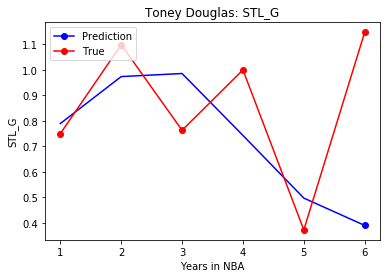 Toney Douglas: STL_G
Prediction
True
1.1
1.0
0.9
0.8
0.7
0.6
0.5
0.4
STL_G
1 2 3 4 5 6
Years in NBA